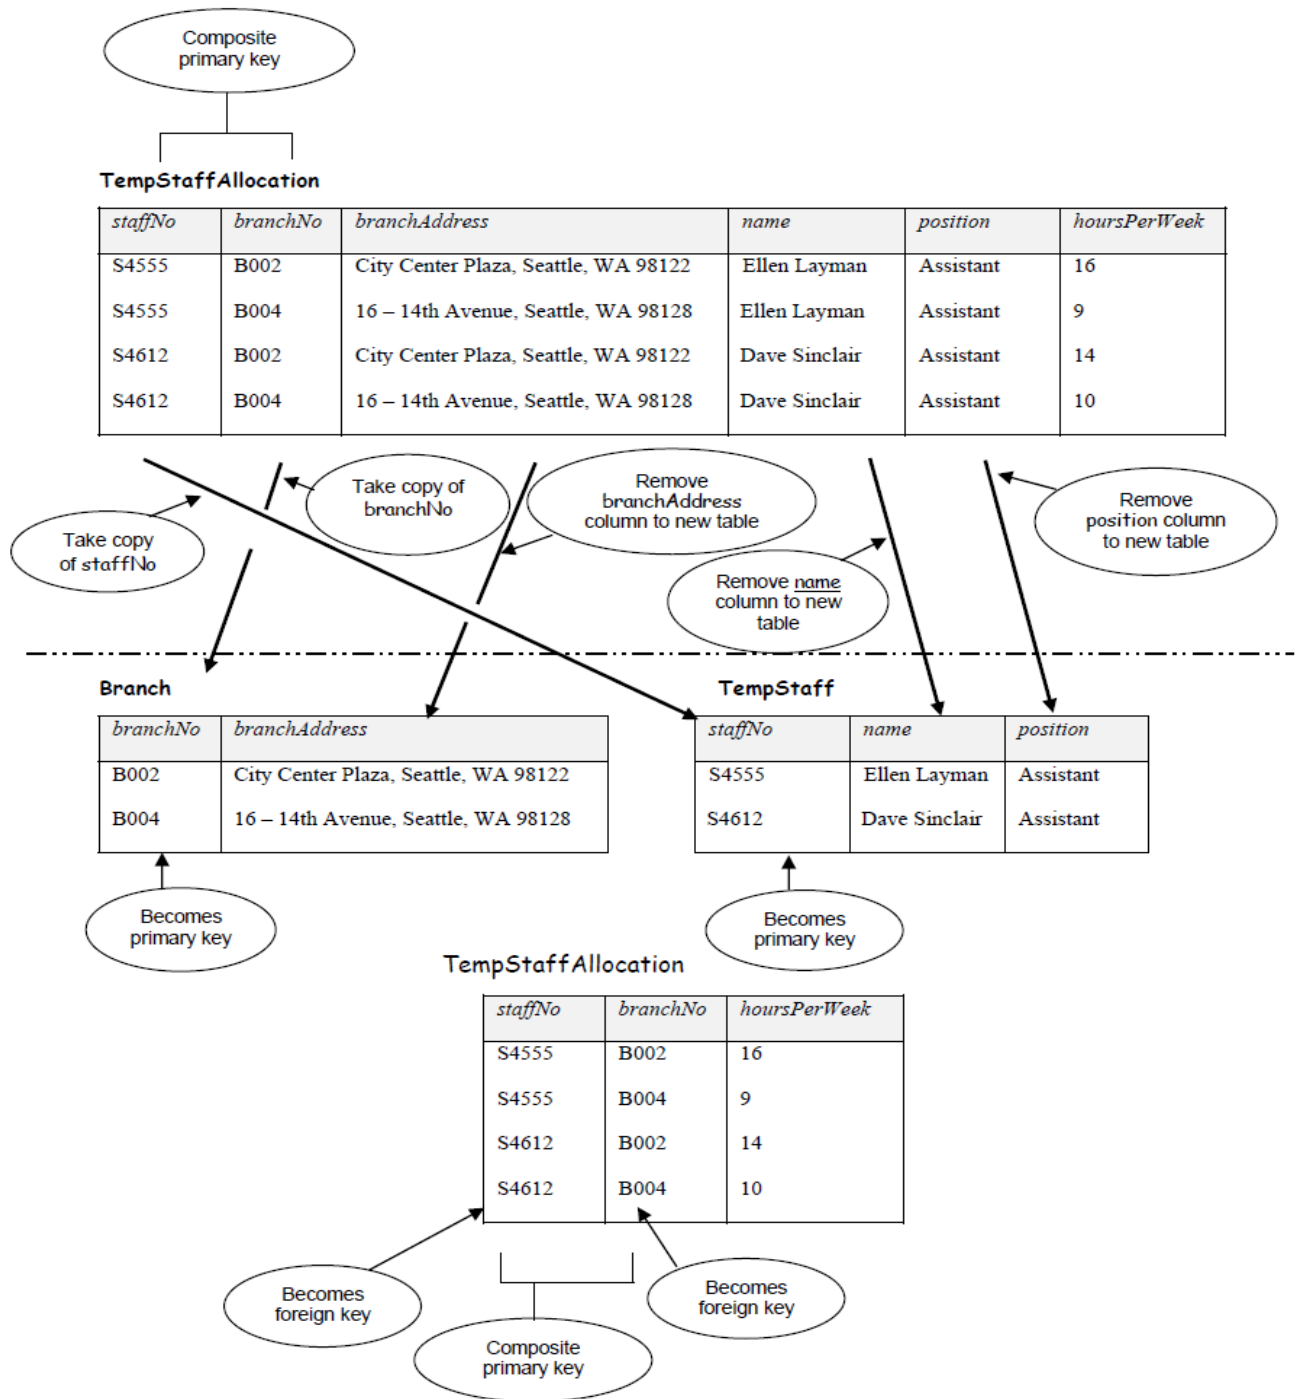 Composite
primary key
TempStaffAllocation
staffNo branchNo branchAddress name position hoursPerWeek
S4555 B002 City Center Plaza, Seattle, WA 98122 Ellen Layman Assistant 16
S4555 B004 16 – 14th Avenue, Seattle, WA 98128 Ellen Layman Assistant 9
S4612 B002 City Center Plaza, Seattle, WA 98122 Dave Sinclair Assistant 14
S4612 B004 16 – 14th Avenue, Seattle, WA 98128 Dave Sinclair Assistant 10
Take copy
of staffNo
Take copy of
branchNo
Remove
branchAddress
column to new table
Remove name
column to new
table
Remove
position column
to new table
Branch
branchNo branchAddress
B002 City Center Plaza, Seattle, WA 98122
B004 16 – 14th Avenue, Seattle, WA 98128
Becomes
primary key
TempStaff
staffNo name position
S4555 Ellen Layman Assistant
S4612 Dave Sinclair Assistant
Becomes
primary key
TempStaffAllocation
staffNo branchNo hoursPerWeek
S4555 B002 16
S4555 B004 9
S4612 B002 14
S4612 B004 10
Becomes
foreign key
Becomes
foreign key
Composite
primary key